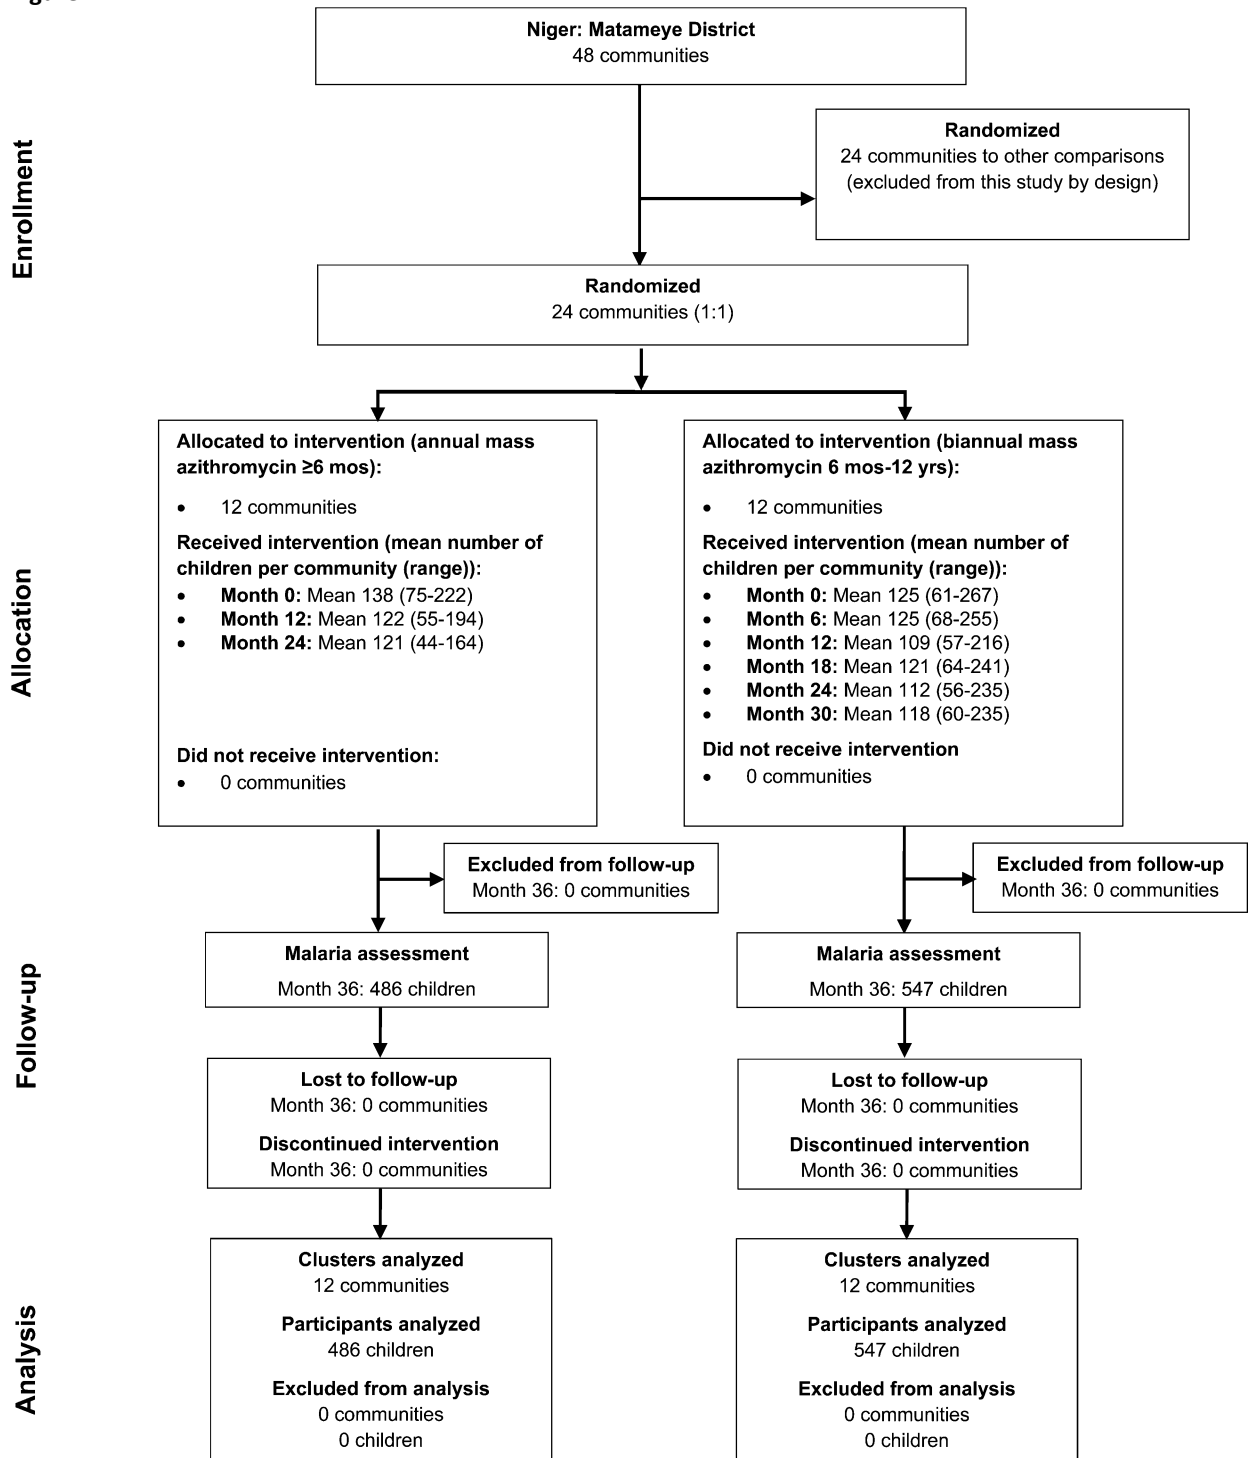 Niger: Matameye District
48 communities
Enrollment
Randomized
24 communities to other comparisons
(excluded from this study by design)
Randomized
24 communities (1:1)
Allocation
Allocated to intervention (annual mass
azithromycin ≥6 mos):
• 12 communities
Received intervention (mean number of
children per community (range)):
• Month 0: Mean 138 (75-222)
• Month 12: Mean 122 (55-194)
• Month 24: Mean 121 (44-164)
Did not receive intervention:
• 0 communities
Allocated to intervention (biannual mass
azithromycin 6 mos-12 yrs):
• 12 communities
Received intervention (mean number of
children per community (range)):
• Month 0: Mean 125 (61-267)
• Month 6: Mean 125 (68-255)
• Month 12: Mean 109 (57-216)
• Month 18: Mean 121 (64-241)
• Month 24: Mean 112 (56-235)
• Month 30: Mean 118 (60-235)
Did not receive intervention
• 0 communities
Excluded from follow-up
Month 36: 0 communities
Excluded from follow-up
Month 36: 0 communities
Follow-up
Malaria assessment
Month 36: 486 children
Malaria assessment
Month 36: 547 children
Lost to follow-up
Month 36: 0 communities
Discontinued intervention
Month 36: 0 communities
Lost to follow-up
Month 36: 0 communities
Discontinued intervention
Month 36: 0 communities
Analysis
Clusters analyzed
12 communities
Participants analyzed
486 children
Excluded from analysis
0 communities
0 children
Clusters analyzed
12 communities
Participants analyzed
547 children
Excluded from analysis
0 communities
0 children